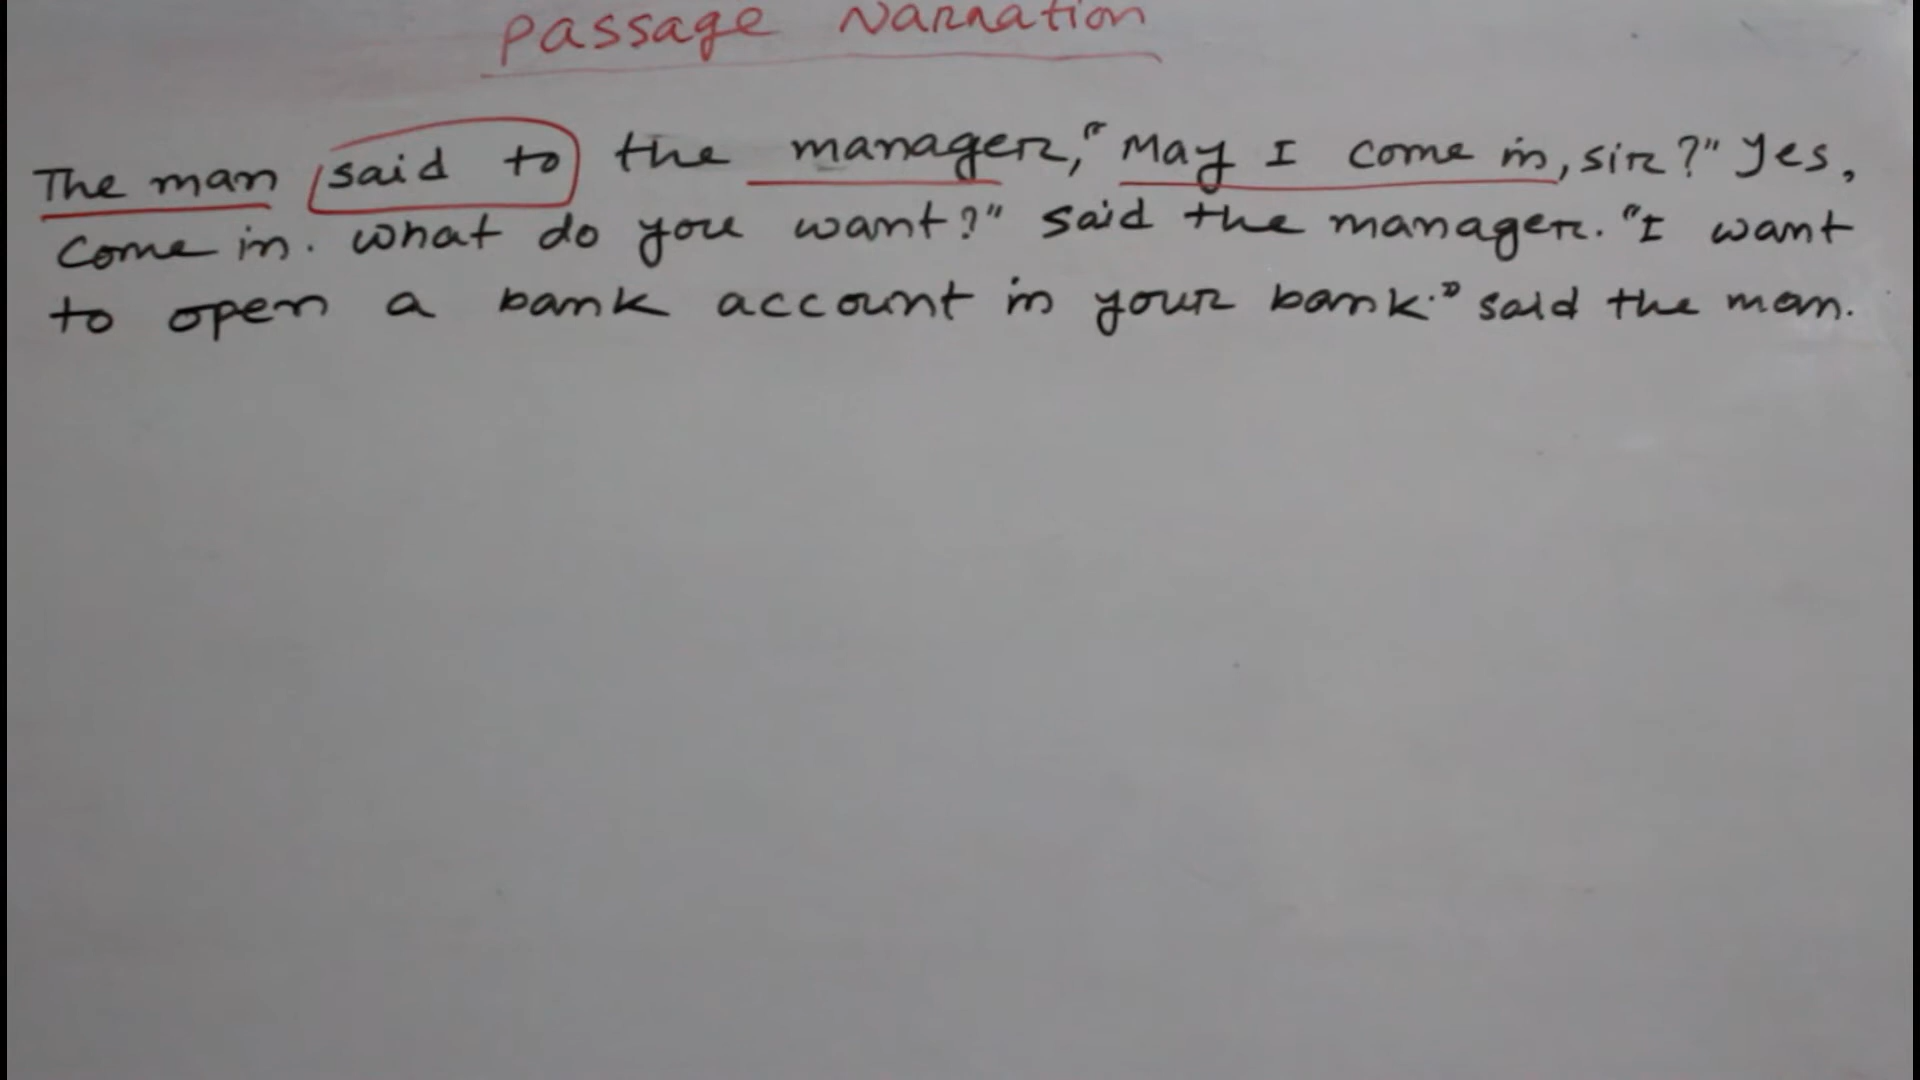 Passage Narration
The man said to the manager, "May I come in, sir?" Yes,
Come in. What do you want?" Said the manager. "I want
to open a bank account in your bank." Said the man.